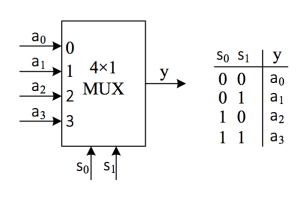 a₀ 0
a₁ 1
a₂ 2
a₃ 3
4×1
MUX
y
s₀ s₁
s₀ s₁ y
0 0 a₀
0 1 a₁
1 0 a₂
1 1 a₃